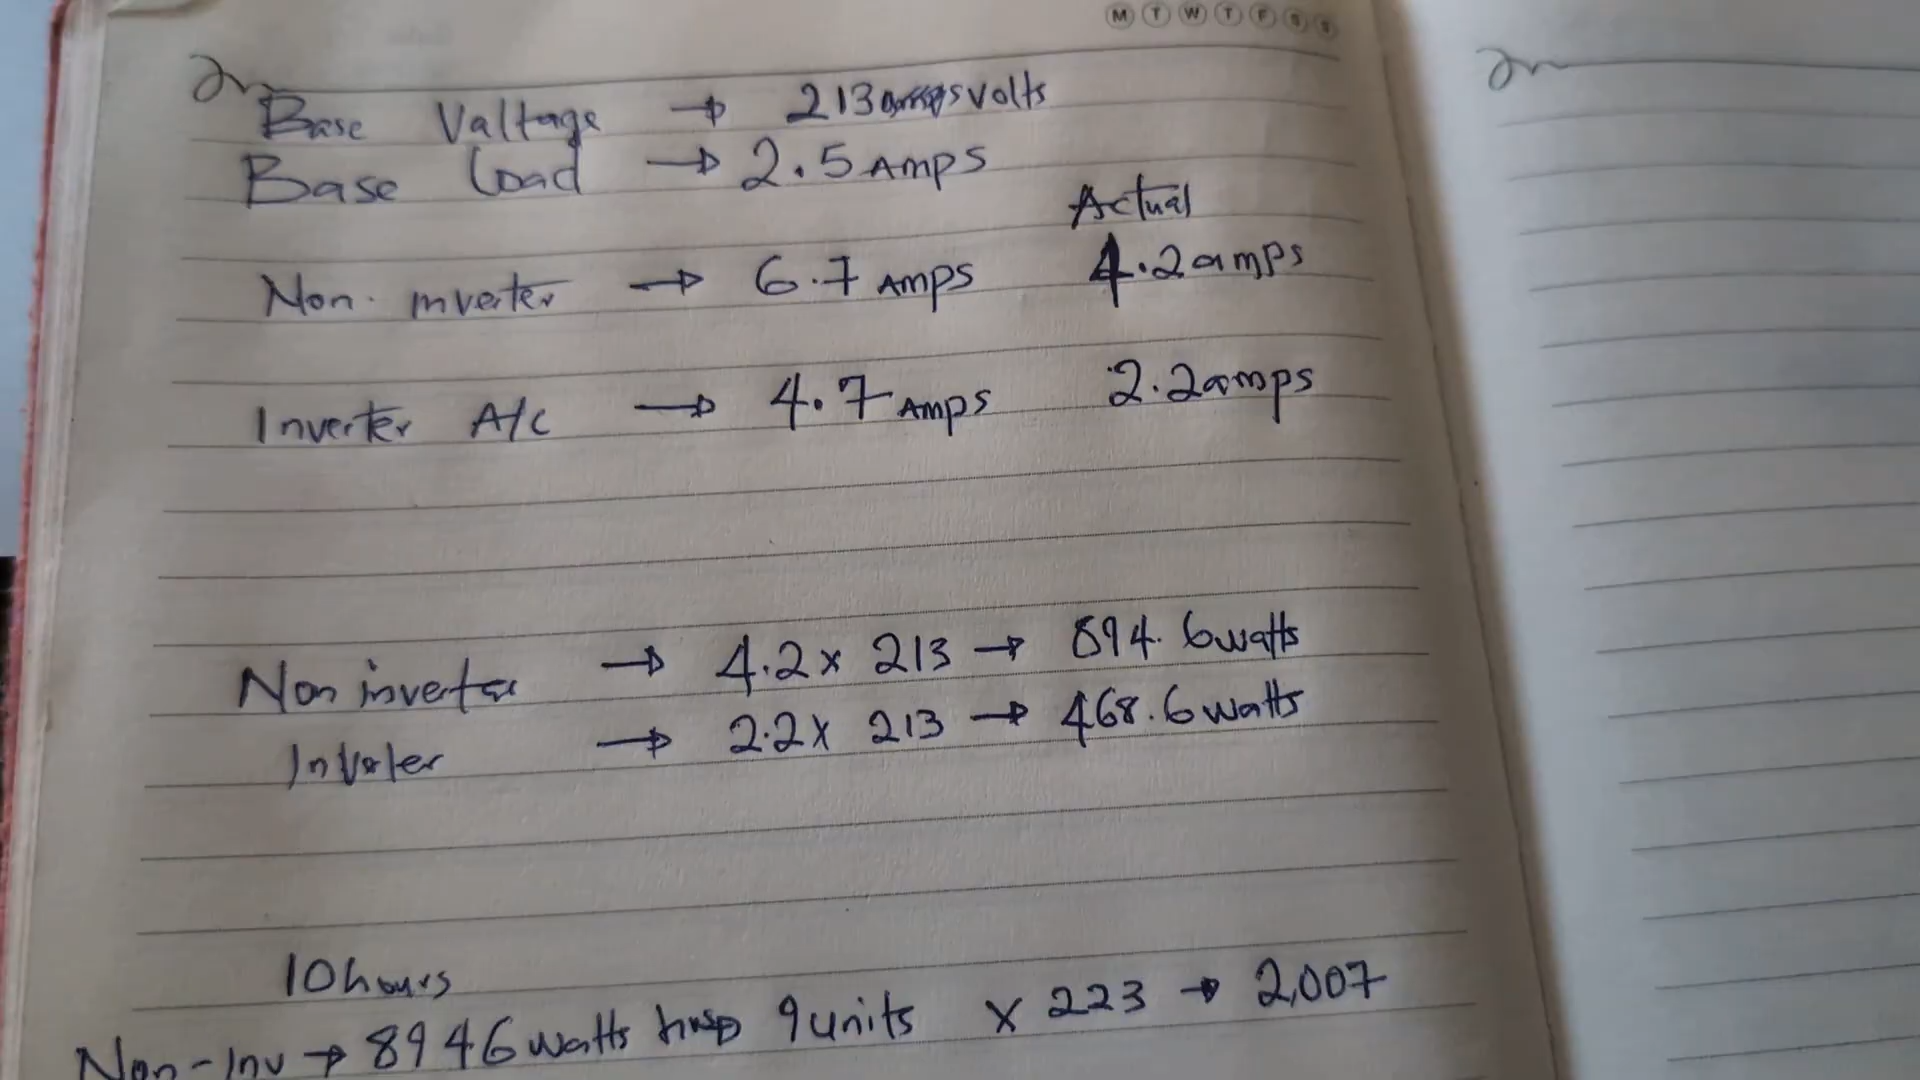 M T W T F S S
Base Valtage → 213 amps volts
Base Load → 2.5 Amps
Actual
Non. inverter → 6.7 Amps 4.2 amps
Inverter A/C → 4.7 Amps 2.2 amps
Non inverter → 4.2 x 213 → 894.6 watts
Inverter → 2.2 x 213 → 468.6 watts
10 hours
Non-Inv → 8946 watts 9 units x 223 → 2,007